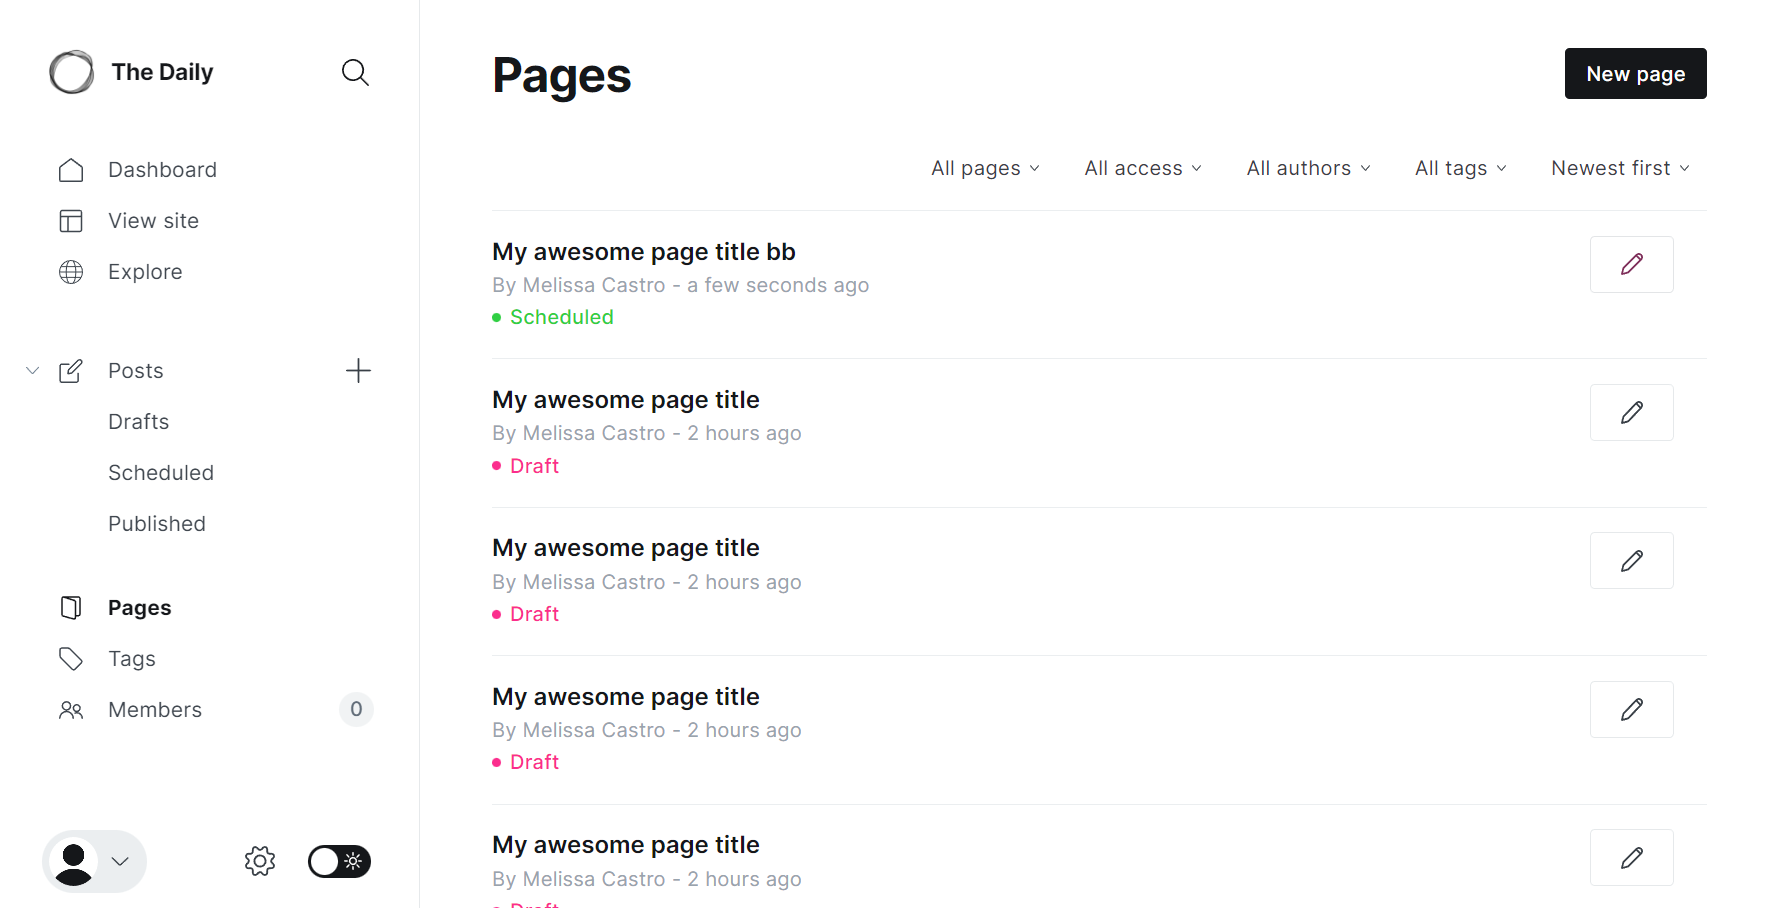 The Daily
Dashboard
View site
Explore
Posts
Drafts
Scheduled
Published
Pages
Tags
Members
0
Pages
New page
All pages
All access
All authors
All tags
Newest first
My awesome page title bb
By Melissa Castro - a few seconds ago
Scheduled
My awesome page title
By Melissa Castro - 2 hours ago
Draft
My awesome page title
By Melissa Castro - 2 hours ago
Draft
My awesome page title
By Melissa Castro - 2 hours ago
Draft
My awesome page title
By Melissa Castro - 2 hours ago
Draft